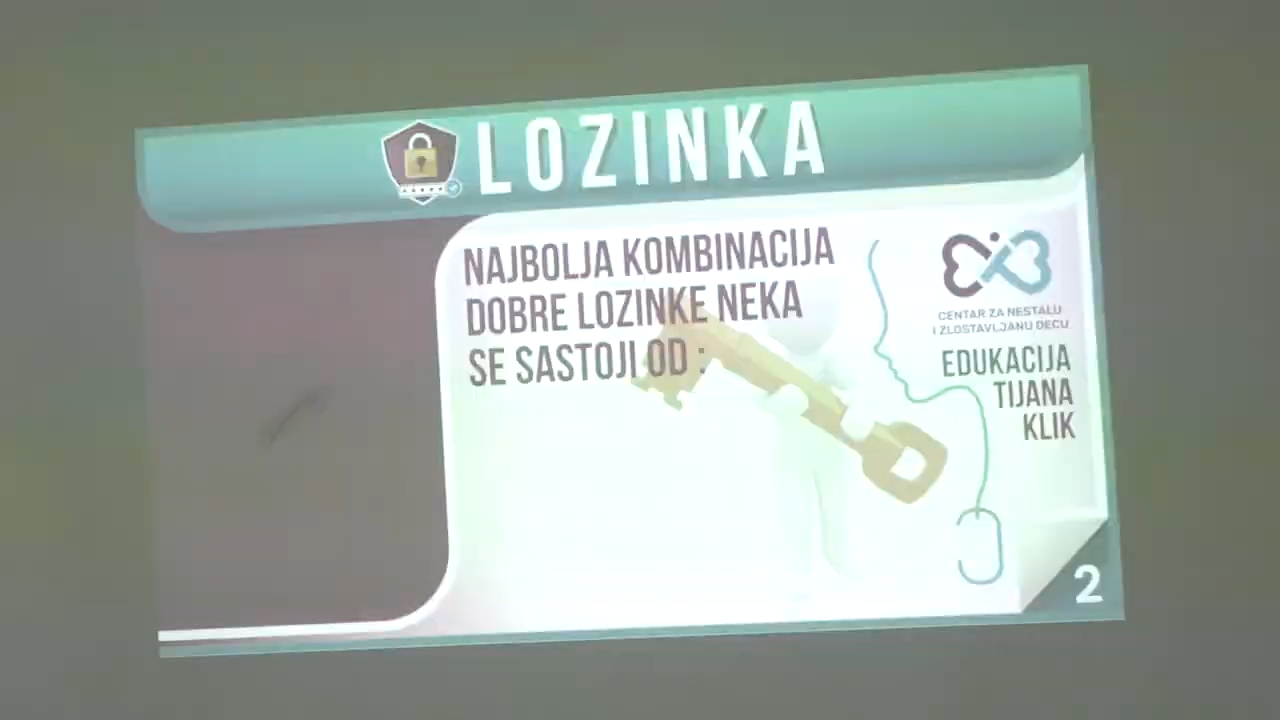 LOZINKA
NAJBOLJA KOMBINACIJA
DOBRE LOZINKE NEKA
SE SASTOJI OD :
CENTAR ZA NESTALU
I ZLOSTAVLJANU DECU
EDUKACIJA
TIJANA
KLIK
2